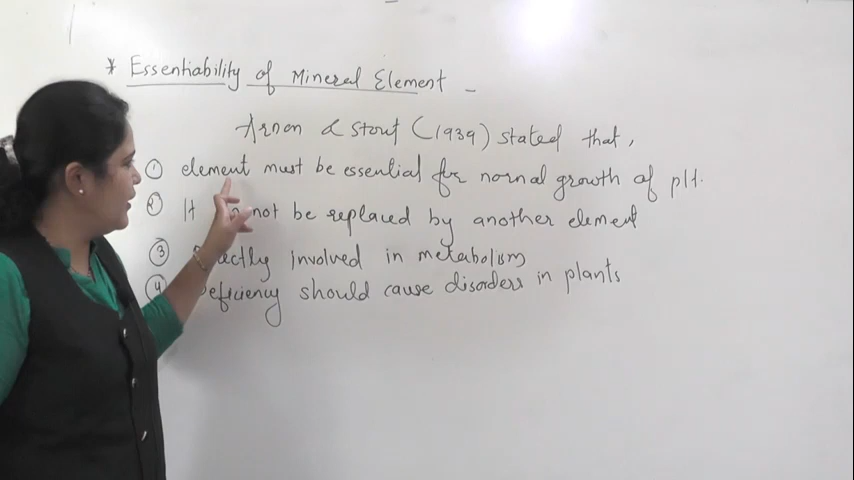 * Essentiability of Mineral Element -
Arnon & Stout (1939) stated that,
① element must be essential for normal growth of plt.
② It not be replaced by another element
③ involved in metabolism
④ Deficiency should cause disorders in plants